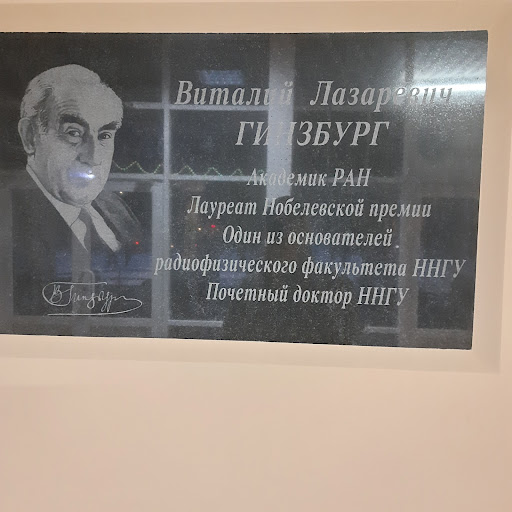 Виталий Лазаревич
ГИНЗБУРГ
Академик РАН
Лауреат Нобелевской премии
Один из основателей
радиофизического факультета ННГУ
Почетный доктор ННГУ